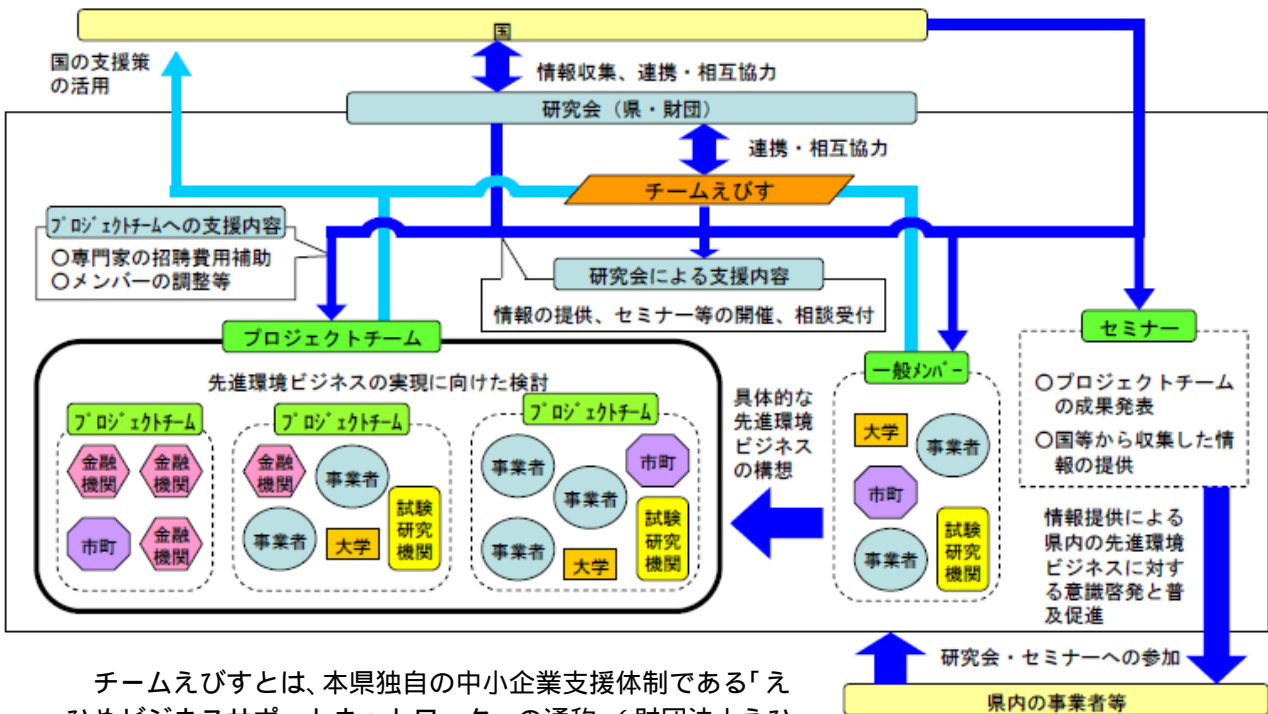 国
国の支援策
の活用
情報収集、連携・相互協力
研究会（県・財団）
連携・相互協力
チームえびす
ﾌﾟﾛｼﾞｪｸﾄﾁｰﾑへの支援内容
○専門家の招聘費用補助
○メンバーの調整等
研究会による支援内容
情報の提供、セミナー等の開催、相談受付
プロジェクトチーム
先進環境ビジネスの実現に向けた検討
ﾌﾟﾛｼﾞｪｸﾄﾁｰﾑ
金融
機関
金融
機関
市町
金融
機関
ﾌﾟﾛｼﾞｪｸﾄﾁｰﾑ
金融
機関
事業者
事業者
大学
試験
研究
機関
ﾌﾟﾛｼﾞｪｸﾄﾁｰﾑ
事業者
市町
事業者
事業者
大学
試験
研究
機関
具体的な
先進環境
ビジネス
の構想
一般ﾒﾝﾊﾞｰ
大学
事業者
市町
事業者
試験
研究
機関
セミナー
○プロジェクトチーム
の成果発表
○国等から収集した情
報の提供
情報提供による
県内の先進環境
ビジネスに対す
る意識啓発と普
及促進
研究会・セミナーへの参加
県内の事業者等
チームえびすとは、本県独自の中小企業支援体制である「え